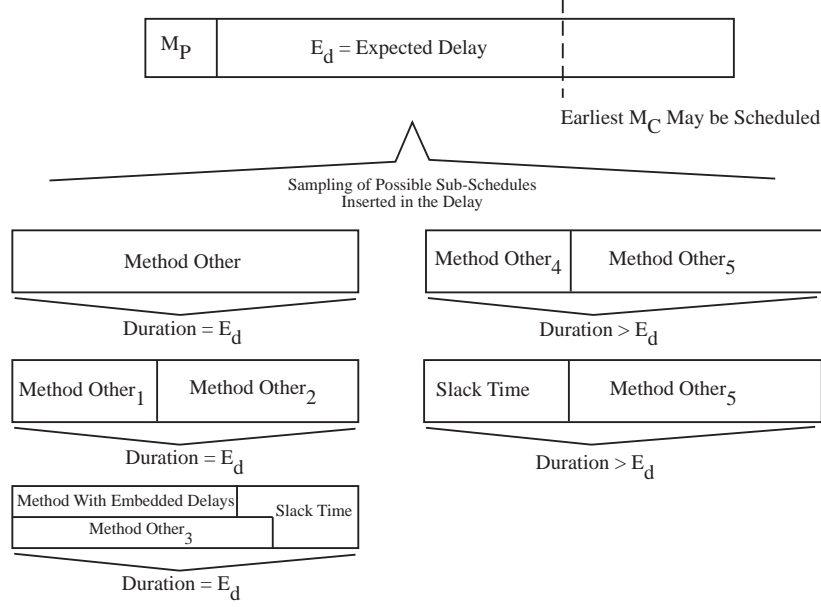 M_P
E_d = Expected Delay
Earliest M_C May be Scheduled
Sampling of Possible Sub-Schedules
Inserted in the Delay
Method Other
Duration = E_d
Method Other_4
Method Other_5
Duration > E_d
Method Other_1
Method Other_2
Duration = E_d
Slack Time
Method Other_5
Duration > E_d
Method With Embedded Delays
Slack Time
Method Other_3
Duration = E_d